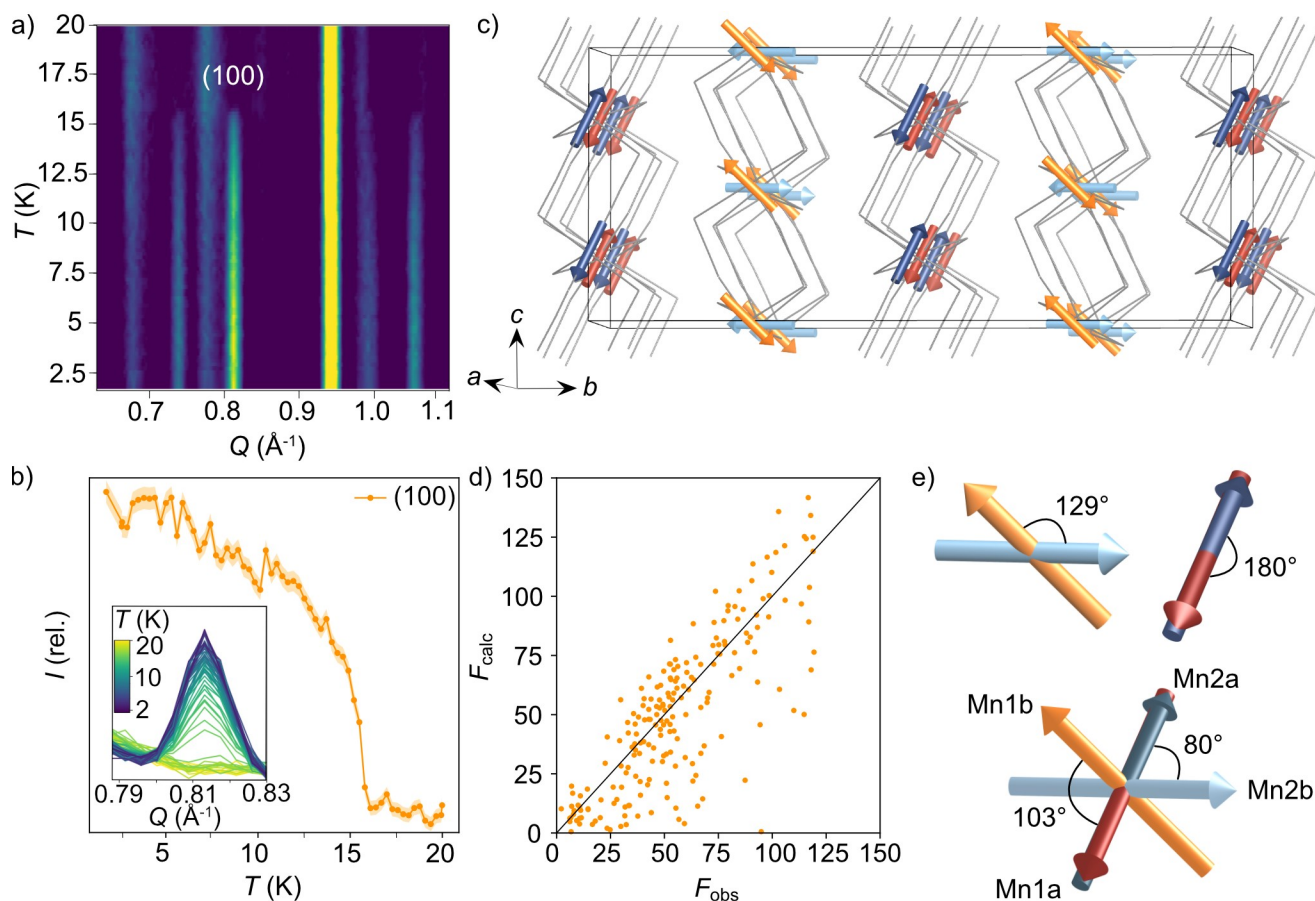 a)
20
17.5
15
12.5
10
7.5
5
2.5
T (K)
(100)
0.7
0.8
0.9
1.0
1.1
Q (Å⁻¹)
c)
c
a
b
b)
I (rel.)
(100)
T (K)
20
10
2
0.79
0.81
0.83
Q (Å⁻¹)
5
10
15
20
T (K)
d)
150
125
100
75
50
25
0
F_calc
0
25
50
75
100
125
150
F_obs
e)
129°
180°
Mn2a
Mn1b
80°
Mn2b
103°
Mn1a